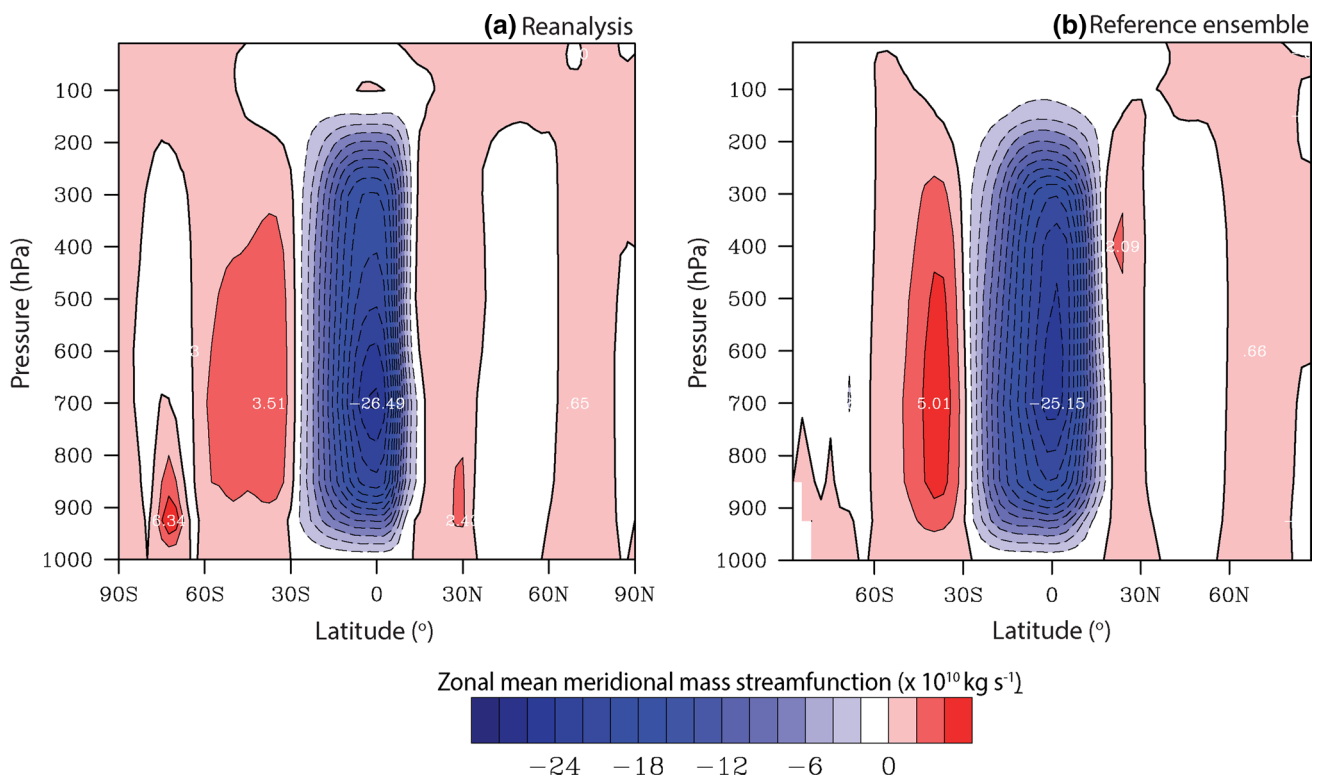 (a) Reanalysis
(b) Reference ensemble
Pressure (hPa)
100
200
300
400
500
600
700
800
900
1000
3.51
−26.49
.65
90S 60S 30S 0 30N 60N 90N
Latitude (°)
Pressure (hPa)
100
200
300
400
500
600
700
800
900
1000
2.09
.66
5.01
−25.15
60S 30S 0 30N 60N
Latitude (°)
Zonal mean meridional mass streamfunction (x 10¹⁰ kg s⁻¹)
−24 −18 −12 −6 0